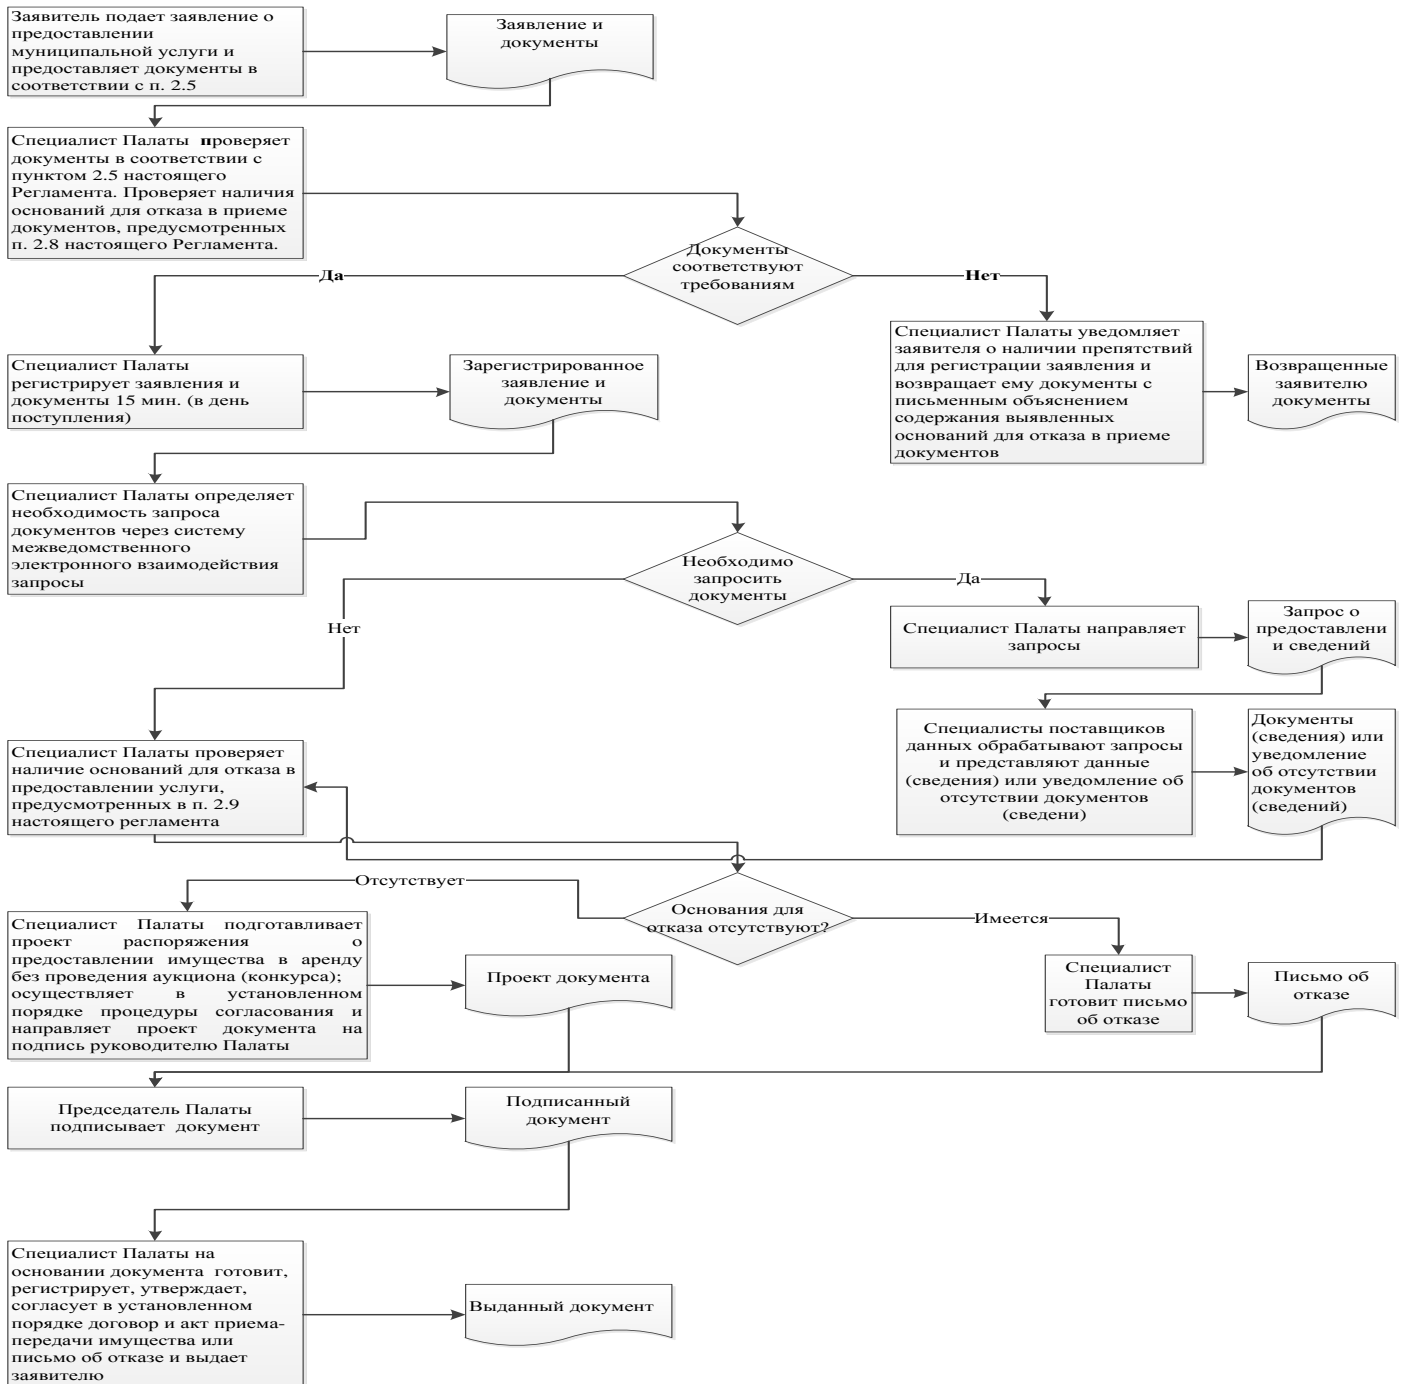 Заявитель подает заявление о
предоставлении
муниципальной услуги и
предоставляет документы в
соответствии с п. 2.5
Заявление и
документы
Специалист Палаты проверяет
документы в соответствии с
пунктом 2.5 настоящего
Регламента. Проверяет наличия
оснований для отказа в приеме
документов, предусмотренных
п. 2.8 настоящего Регламента.
Документы
соответствуют
требованиям
Да
Нет
Специалист Палаты
регистрирует заявления и
документы 15 мин. (в день
поступления)
Зарегистрированное
заявление и
документы
Специалист Палаты уведомляет
заявителя о наличии препятствий
для регистрации заявления и
возвращает ему документы с
письменным объяснением
содержания выявленных
оснований для отказа в приеме
документов
Возвращенные
заявителю
документы
Специалист Палаты определяет
необходимость запроса
документов через систему
межведомственного
электронного взаимодействия
запросы
Необходимо
запросить
документы
Да
Нет
Специалист Палаты направляет
запросы
Запрос о
предоставлени
и сведений
Специалисты поставщиков
данных обрабатывают запросы
и представляют данные
(сведения) или уведомление об
отсутствии документов
(сведени)
Документы
(сведения) или
уведомление
об отсутствии
документов
(сведений)
Специалист Палаты проверяет
наличие оснований для отказа в
предоставлении услуги,
предусмотренных в п. 2.9
настоящего регламента
Основания для
отказа отсутствуют?
Отсутствует
Имеется
Специалист Палаты подготавливает
проект распоряжения о
предоставлении имущества в аренду
без проведения аукциона (конкурса);
осуществляет в установленном
порядке процедуры согласования и
направляет проект документа на
подпись руководителю Палаты
Проект документа
Специалист
Палаты
готовит письмо
об отказе
Письмо об
отказе
Председатель Палаты
подписывает документ
Подписанный
документ
Специалист Палаты на
основании документа готовит,
регистрирует, утверждает,
согласует в установленном
порядке договор и акт приема-
передачи имущества или
письмо об отказе и выдает
заявителю
Выданный документ